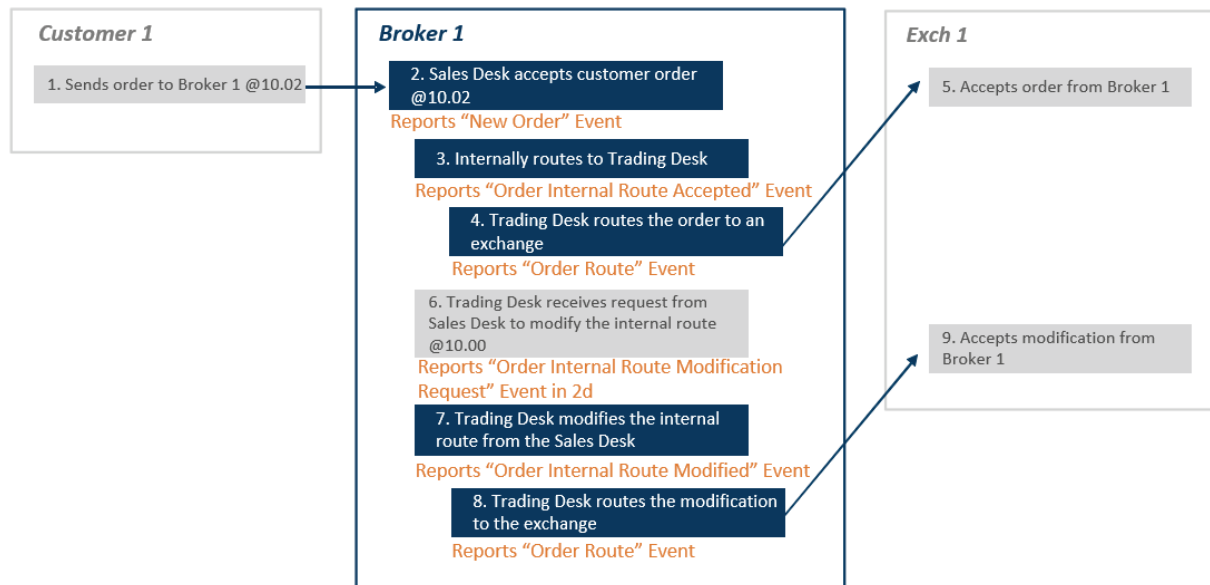 Customer 1
1. Sends order to Broker 1 @10.02
Broker 1
2. Sales Desk accepts customer order
@10.02
Reports “New Order” Event
3. Internally routes to Trading Desk
Reports “Order Internal Route Accepted” Event
4. Trading Desk routes the order to an
exchange
Reports “Order Route” Event
6. Trading Desk receives request from
Sales Desk to modify the internal route
@10.00
Reports “Order Internal Route Modification
Request” Event in 2d
7. Trading Desk modifies the internal
route from the Sales Desk
Reports “Order Internal Route Modified” Event
8. Trading Desk routes the modification
to the exchange
Reports “Order Route” Event
Exch 1
5. Accepts order from Broker 1
9. Accepts modification from
Broker 1